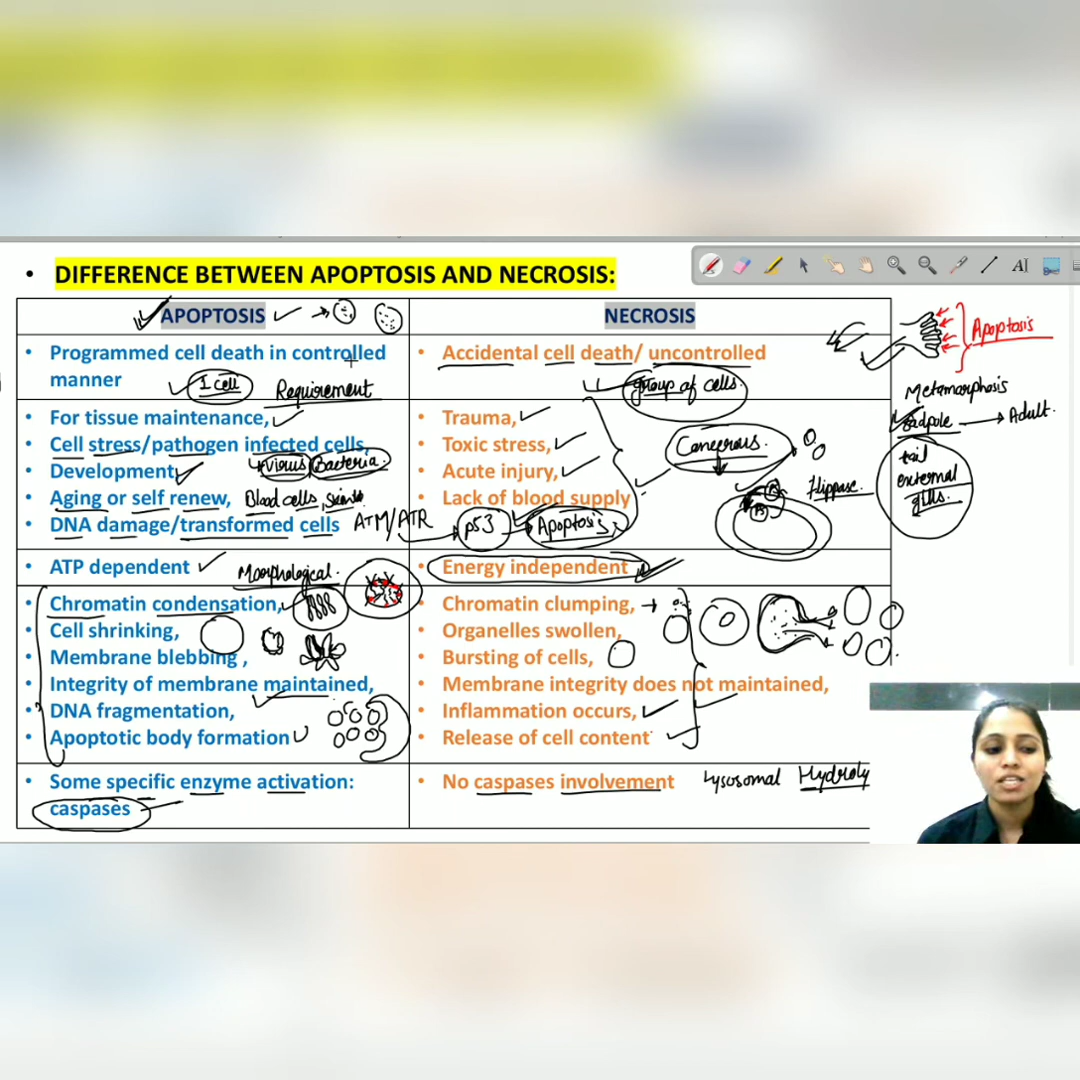 • DIFFERENCE BETWEEN APOPTOSIS AND NECROSIS:
AI
APOPTOSIS
NECROSIS
Apoptosis
• Programmed cell death in controlled
manner
1 cell
Requirement
• Accidental cell death/ uncontrolled
group of cells.
Metamorphosis
Tadpole → Adult.
tail
external
gills.
• For tissue maintenance,
• Cell stress/pathogen infected cells,
• Development
Virus Bacteria
• Aging or self renew,
Blood cells,
• DNA damage/transformed cells
ATM/ATR
p53
Apoptosis
• Trauma,
• Toxic stress,
• Acute injury,
• Lack of blood supply
Cancerous.
Flippase.
PS
PS
• ATP dependent
Morphological.
• Energy independent
• Chromatin condensation,
• Cell shrinking,
• Membrane blebbing ,
• Integrity of membrane maintained,
• DNA fragmentation,
• Apoptotic body formation
• Chromatin clumping,
• Organelles swollen,
• Bursting of cells,
• Membrane integrity does not maintained,
• Inflammation occurs,
• Release of cell content
• Some specific enzyme activation:
caspases
• No caspases involvement
Lysosomal Hydroly